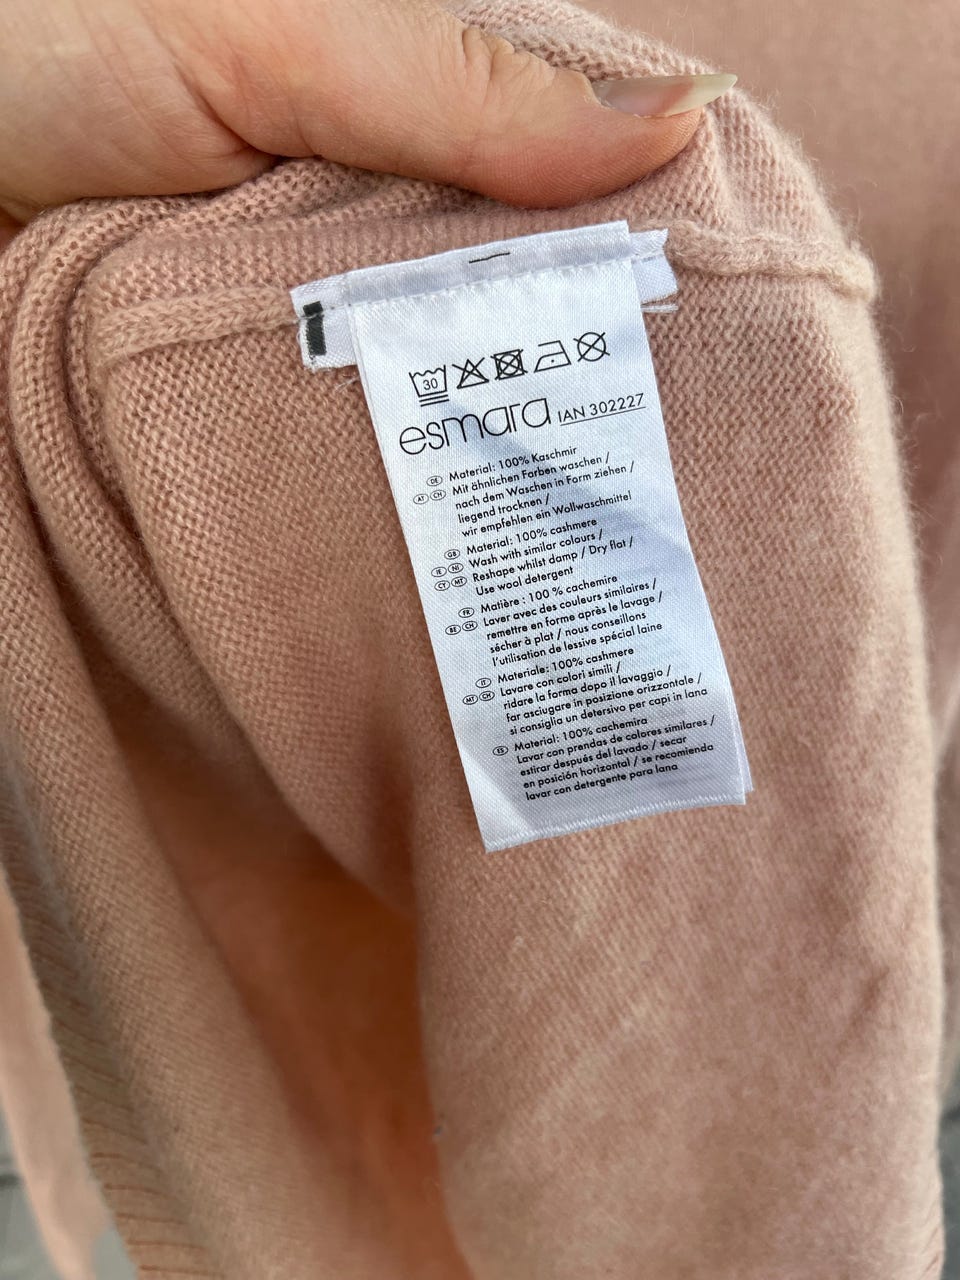 30
esmara IAN 302227
DE Material: 100% Kaschmir
AT CH Mit ähnlichen Farben waschen /
nach dem Waschen in Form ziehen /
liegend trocknen /
wir empfehlen ein Wollwaschmittel
GB Material: 100% cashmere
IE NI Wash with similar colours /
CY MT Reshape whilst damp / Dry flat /
Use wool detergent
FR Matière : 100 % cachemire
BE CH Laver avec des couleurs similaires /
remettre en forme après le lavage /
sécher à plat / nous conseillons
l'utilisation de lessive spécial laine
IT Materiale: 100% cashmere
MT CH Lavare con colori simili /
ridare la forma dopo il lavaggio /
far asciugare in posizione orizzontale /
si consiglia un detersivo per capi in lana
ES Material: 100% cachemira
Lavar con prendas de colores similares /
estirar después del lavado / secar
en posición horizontal / se recomienda
lavar con detergente para lana